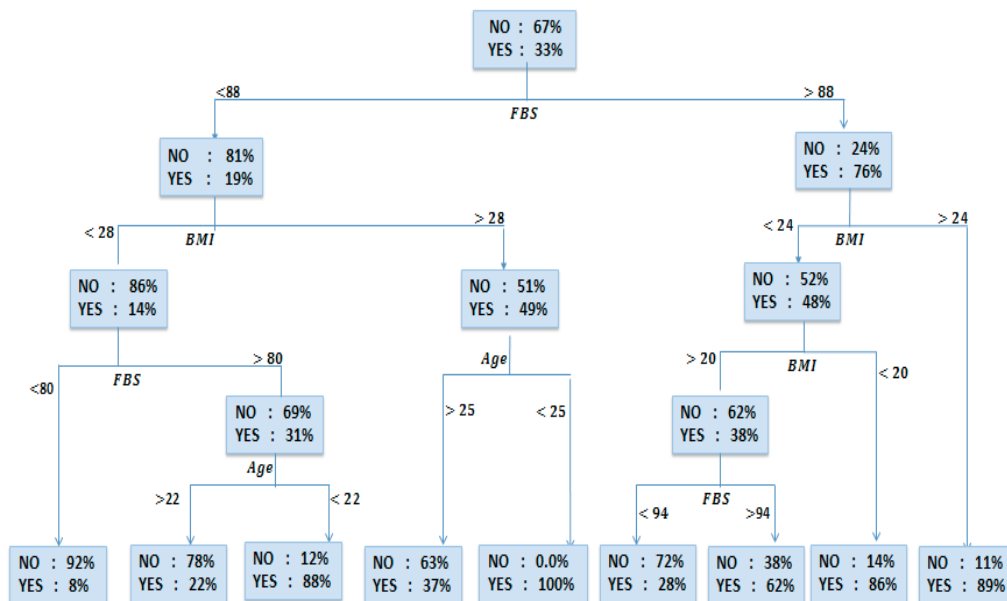 NO : 67%
YES : 33%
<88
> 88
FBS
NO : 81%
YES : 19%
NO : 24%
YES : 76%
< 28
BMI
> 28
< 24
BMI
> 24
NO : 86%
YES : 14%
NO : 51%
YES : 49%
NO : 52%
YES : 48%
<80
FBS
> 80
Age
> 20
BMI
< 20
NO : 69%
YES : 31%
> 25
< 25
NO : 62%
YES : 38%
Age
>22
< 22
< 94
FBS
>94
NO : 92%
YES : 8%
NO : 78%
YES : 22%
NO : 12%
YES : 88%
NO : 63%
YES : 37%
NO : 0.0%
YES : 100%
NO : 72%
YES : 28%
NO : 38%
YES : 62%
NO : 14%
YES : 86%
NO : 11%
YES : 89%